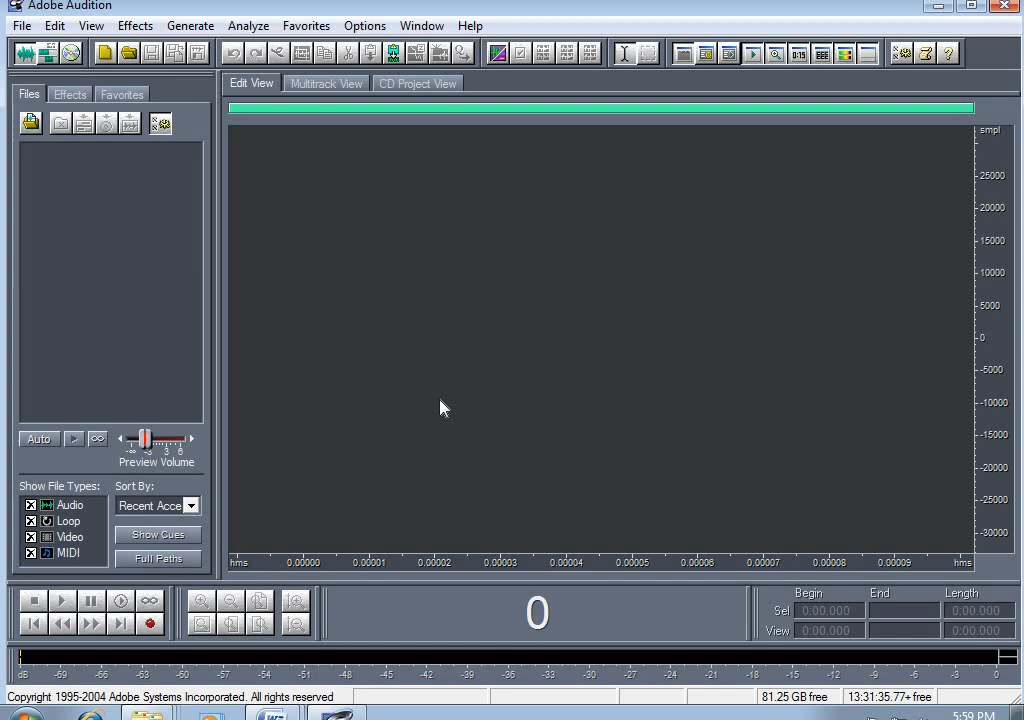 Adobe Audition
File Edit View Effects Generate Analyze Favorites Options Window Help
Files Effects Favorites
Edit View Multitrack View CD Project View
smpl
25000
20000
15000
10000
5000
0
-5000
-10000
-15000
-20000
-25000
-30000
hms 0.00000 0.00001 0.00002 0.00003 0.00004 0.00005 0.00006 0.00007 0.00008 0.00009 hms
Auto
-∞ -3 3 6
Preview Volume
Show File Types: Sort By:
Audio Recent Acce
Loop
Video Show Cues
MIDI Full Paths
0
Begin End Length
Sel 0:00.000 0:00.000
View 0:00.000 0:00.000
dB -69 -66 -63 -60 -57 -54 -51 -48 -45 -42 -39 -36 -33 -30 -27 -24 -21 -18 -15 -12 -9 -6 -3 0
Copyright 1995-2004 Adobe Systems Incorporated. All rights reserved 81.25 GB free 13:31:35.77+ free
5:59 PM